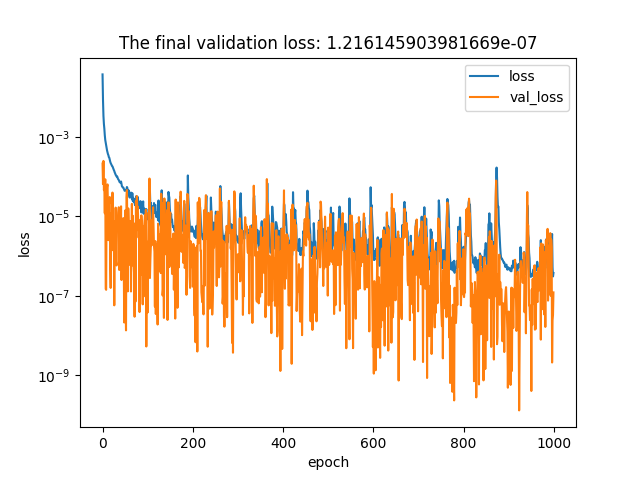 The final validation loss: 1.216145903981669e-07
loss
val_loss
10⁻³
10⁻⁵
10⁻⁷
10⁻⁹
loss
0
200
400
600
800
1000
epoch